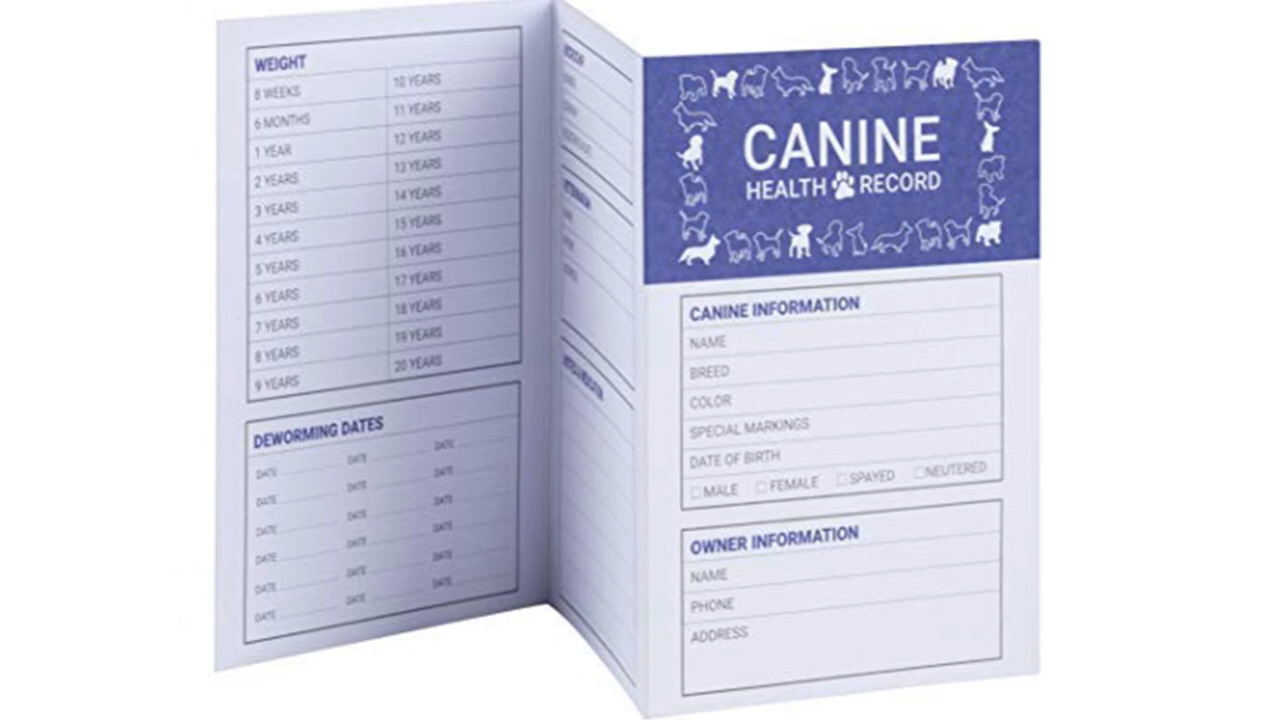 WEIGHT
8 WEEKS
6 MONTHS
1 YEAR
2 YEARS
3 YEARS
4 YEARS
5 YEARS
6 YEARS
7 YEARS
8 YEARS
9 YEARS
10 YEARS
11 YEARS
12 YEARS
13 YEARS
14 YEARS
15 YEARS
16 YEARS
17 YEARS
18 YEARS
19 YEARS
20 YEARS
DEWORMING DATES
DATE DATE DATE
DATE DATE DATE
DATE DATE DATE
DATE DATE DATE
DATE DATE DATE
DATE DATE DATE
CANINE
HEALTH RECORD
CANINE INFORMATION
NAME
BREED
COLOR
SPECIAL MARKINGS
DATE OF BIRTH
MALE FEMALE SPAYED NEUTERED
OWNER INFORMATION
NAME
PHONE
ADDRESS